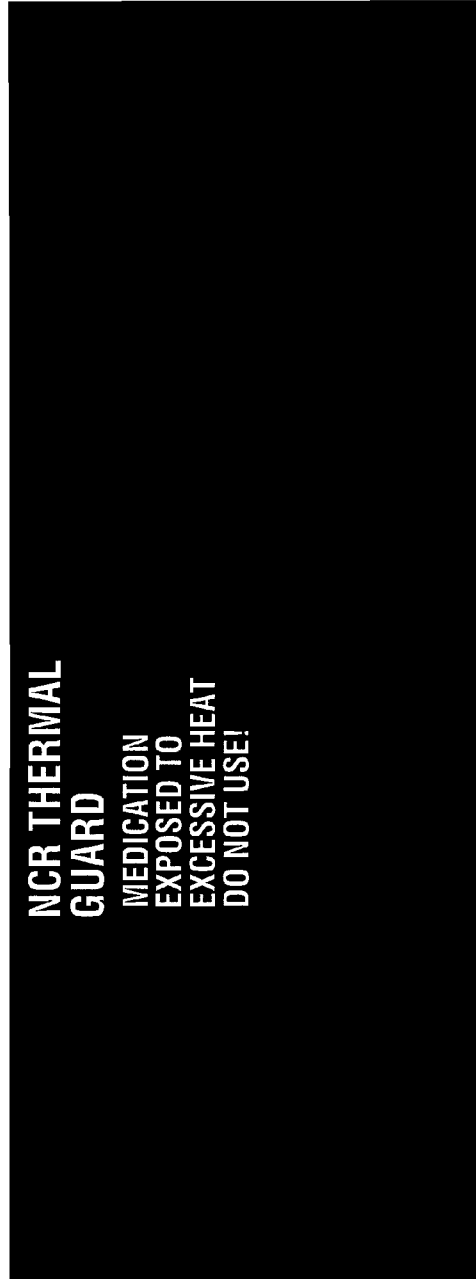 NCR THERMAL
GUARD
MEDICATION
EXPOSED TO
EXCESSIVE HEAT
DO NOT USE!